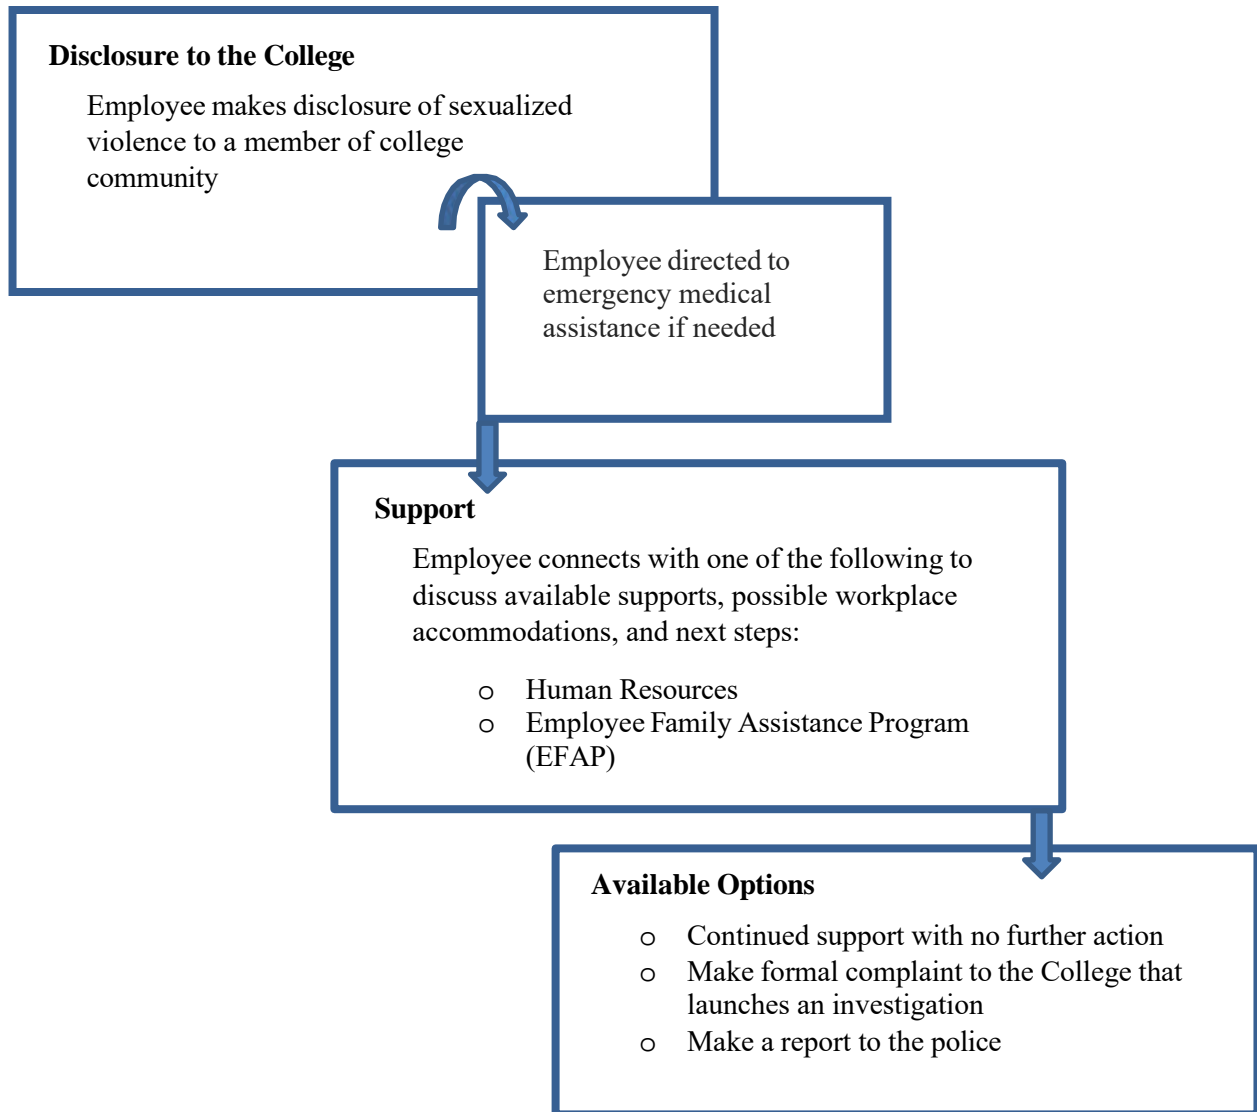 Disclosure to the College
Employee makes disclosure of sexualized
violence to a member of college
community
Employee directed to
emergency medical
assistance if needed
Support
Employee connects with one of the following to
discuss available supports, possible workplace
accommodations, and next steps:
o Human Resources
o Employee Family Assistance Program
(EFAP)
Available Options
o Continued support with no further action
o Make formal complaint to the College that
launches an investigation
o Make a report to the police